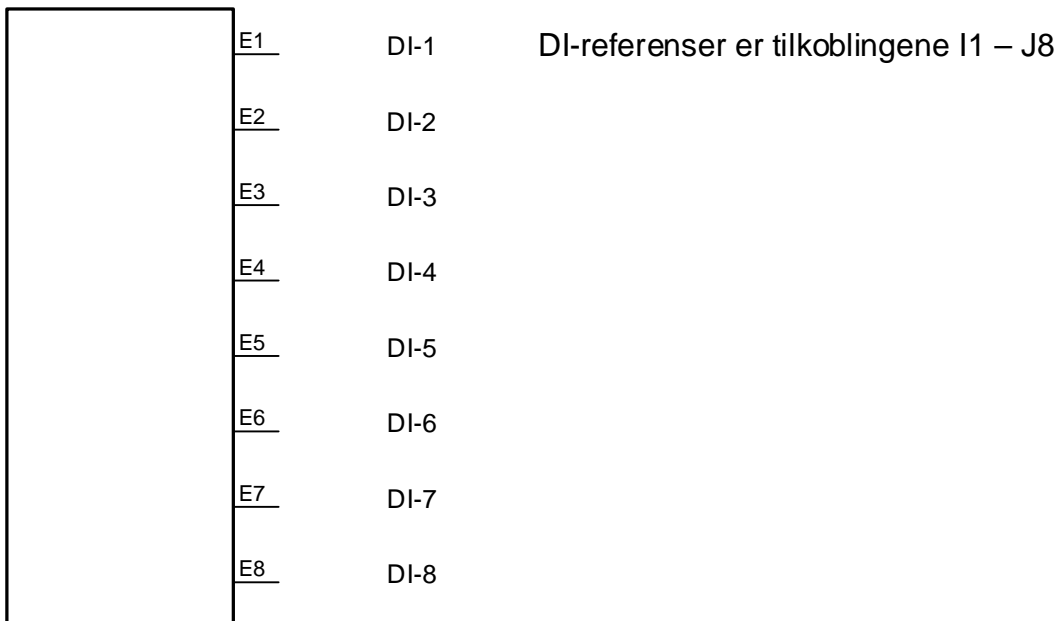 E1 DI-1 DI-referenser er tilkoblingene I1 – J8
E2 DI-2
E3 DI-3
E4 DI-4
E5 DI-5
E6 DI-6
E7 DI-7
E8 DI-8